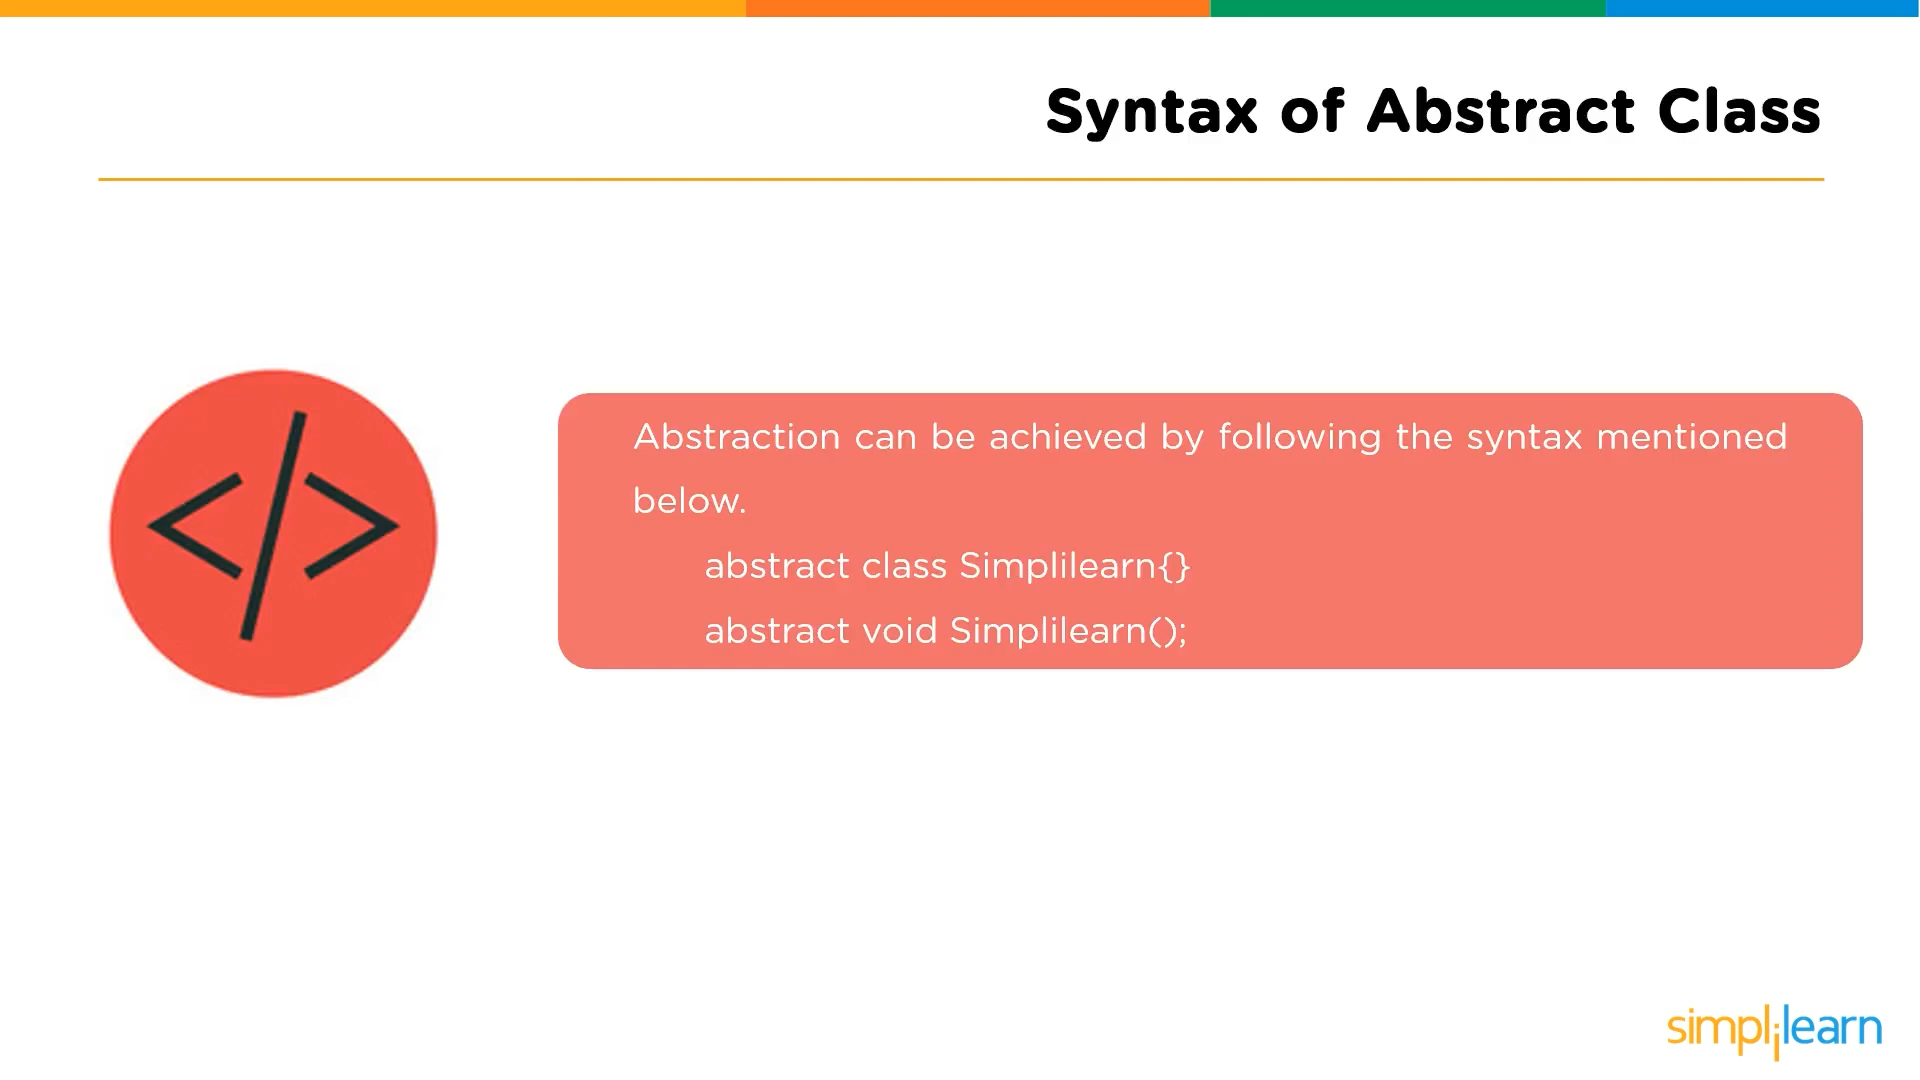 Syntax of Abstract Class
Abstraction can be achieved by following the syntax mentioned
below.
abstract class Simplilearn{}
abstract void Simplilearn();
simplilearn